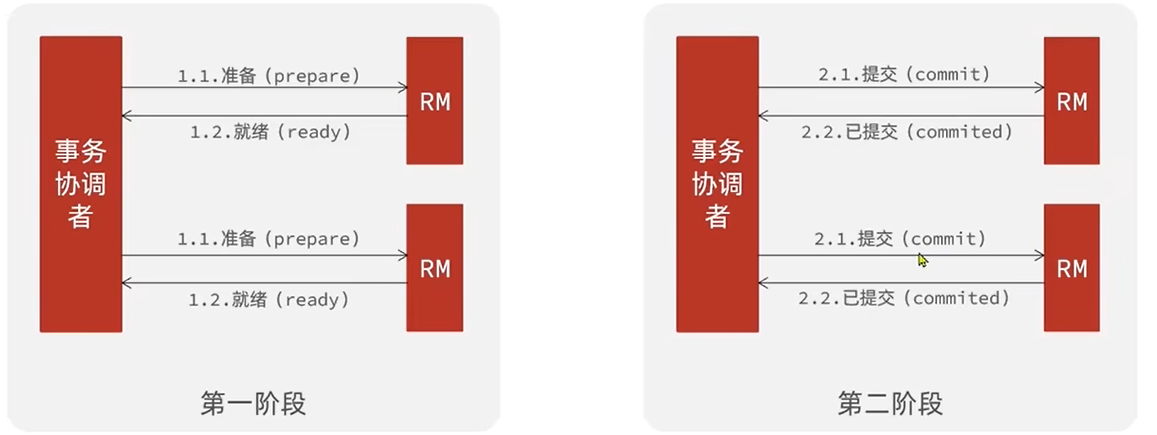 事务
协调
者
1.1.准备（prepare)
RM
1.2.就绪（ready)
1.1.准备（prepare)
RM
1.2.就绪（ready)
第一阶段
事务
协调
者
2.1.提交（commit)
RM
2.2.已提交（commited)
2.1.提交（commit)
RM
2.2.已提交（commited)
第二阶段